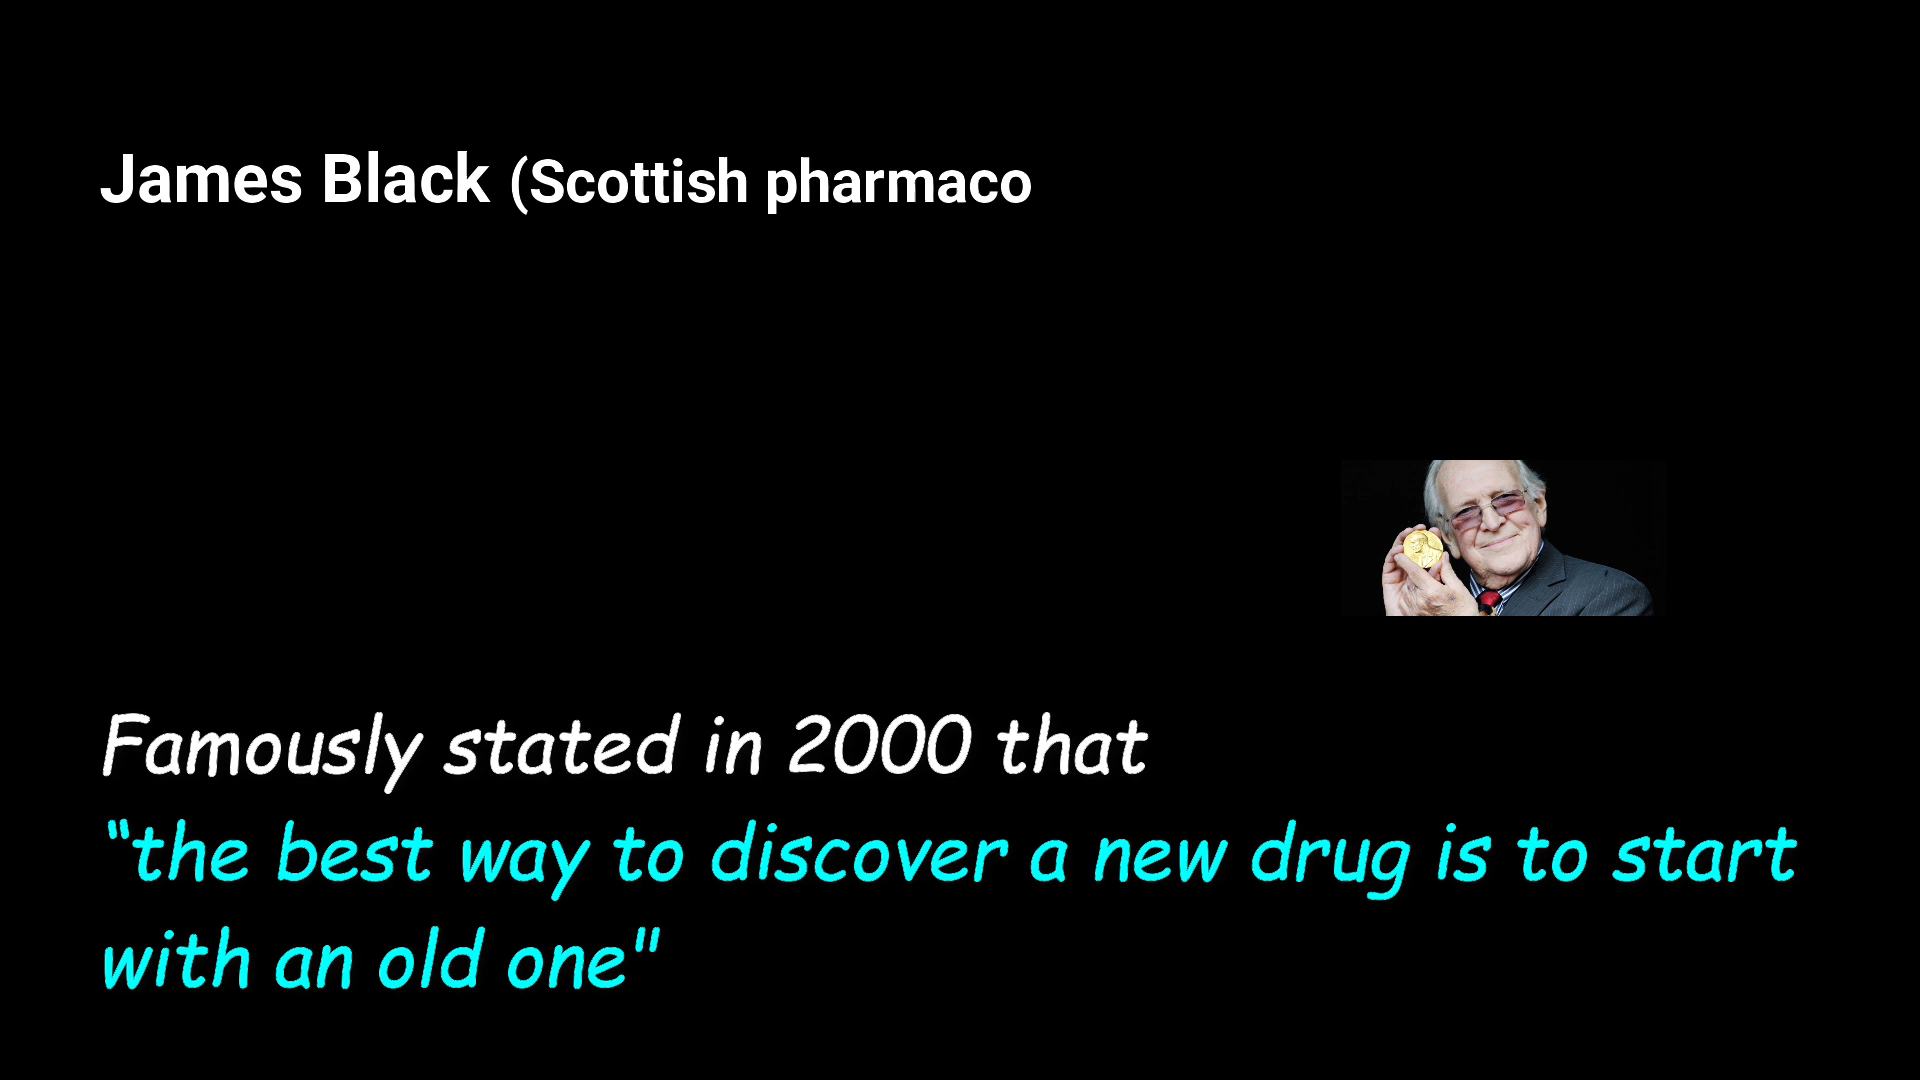 James Black (Scottish pharmaco
Famously stated in 2000 that
“the best way to discover a new drug is to start
with an old one"